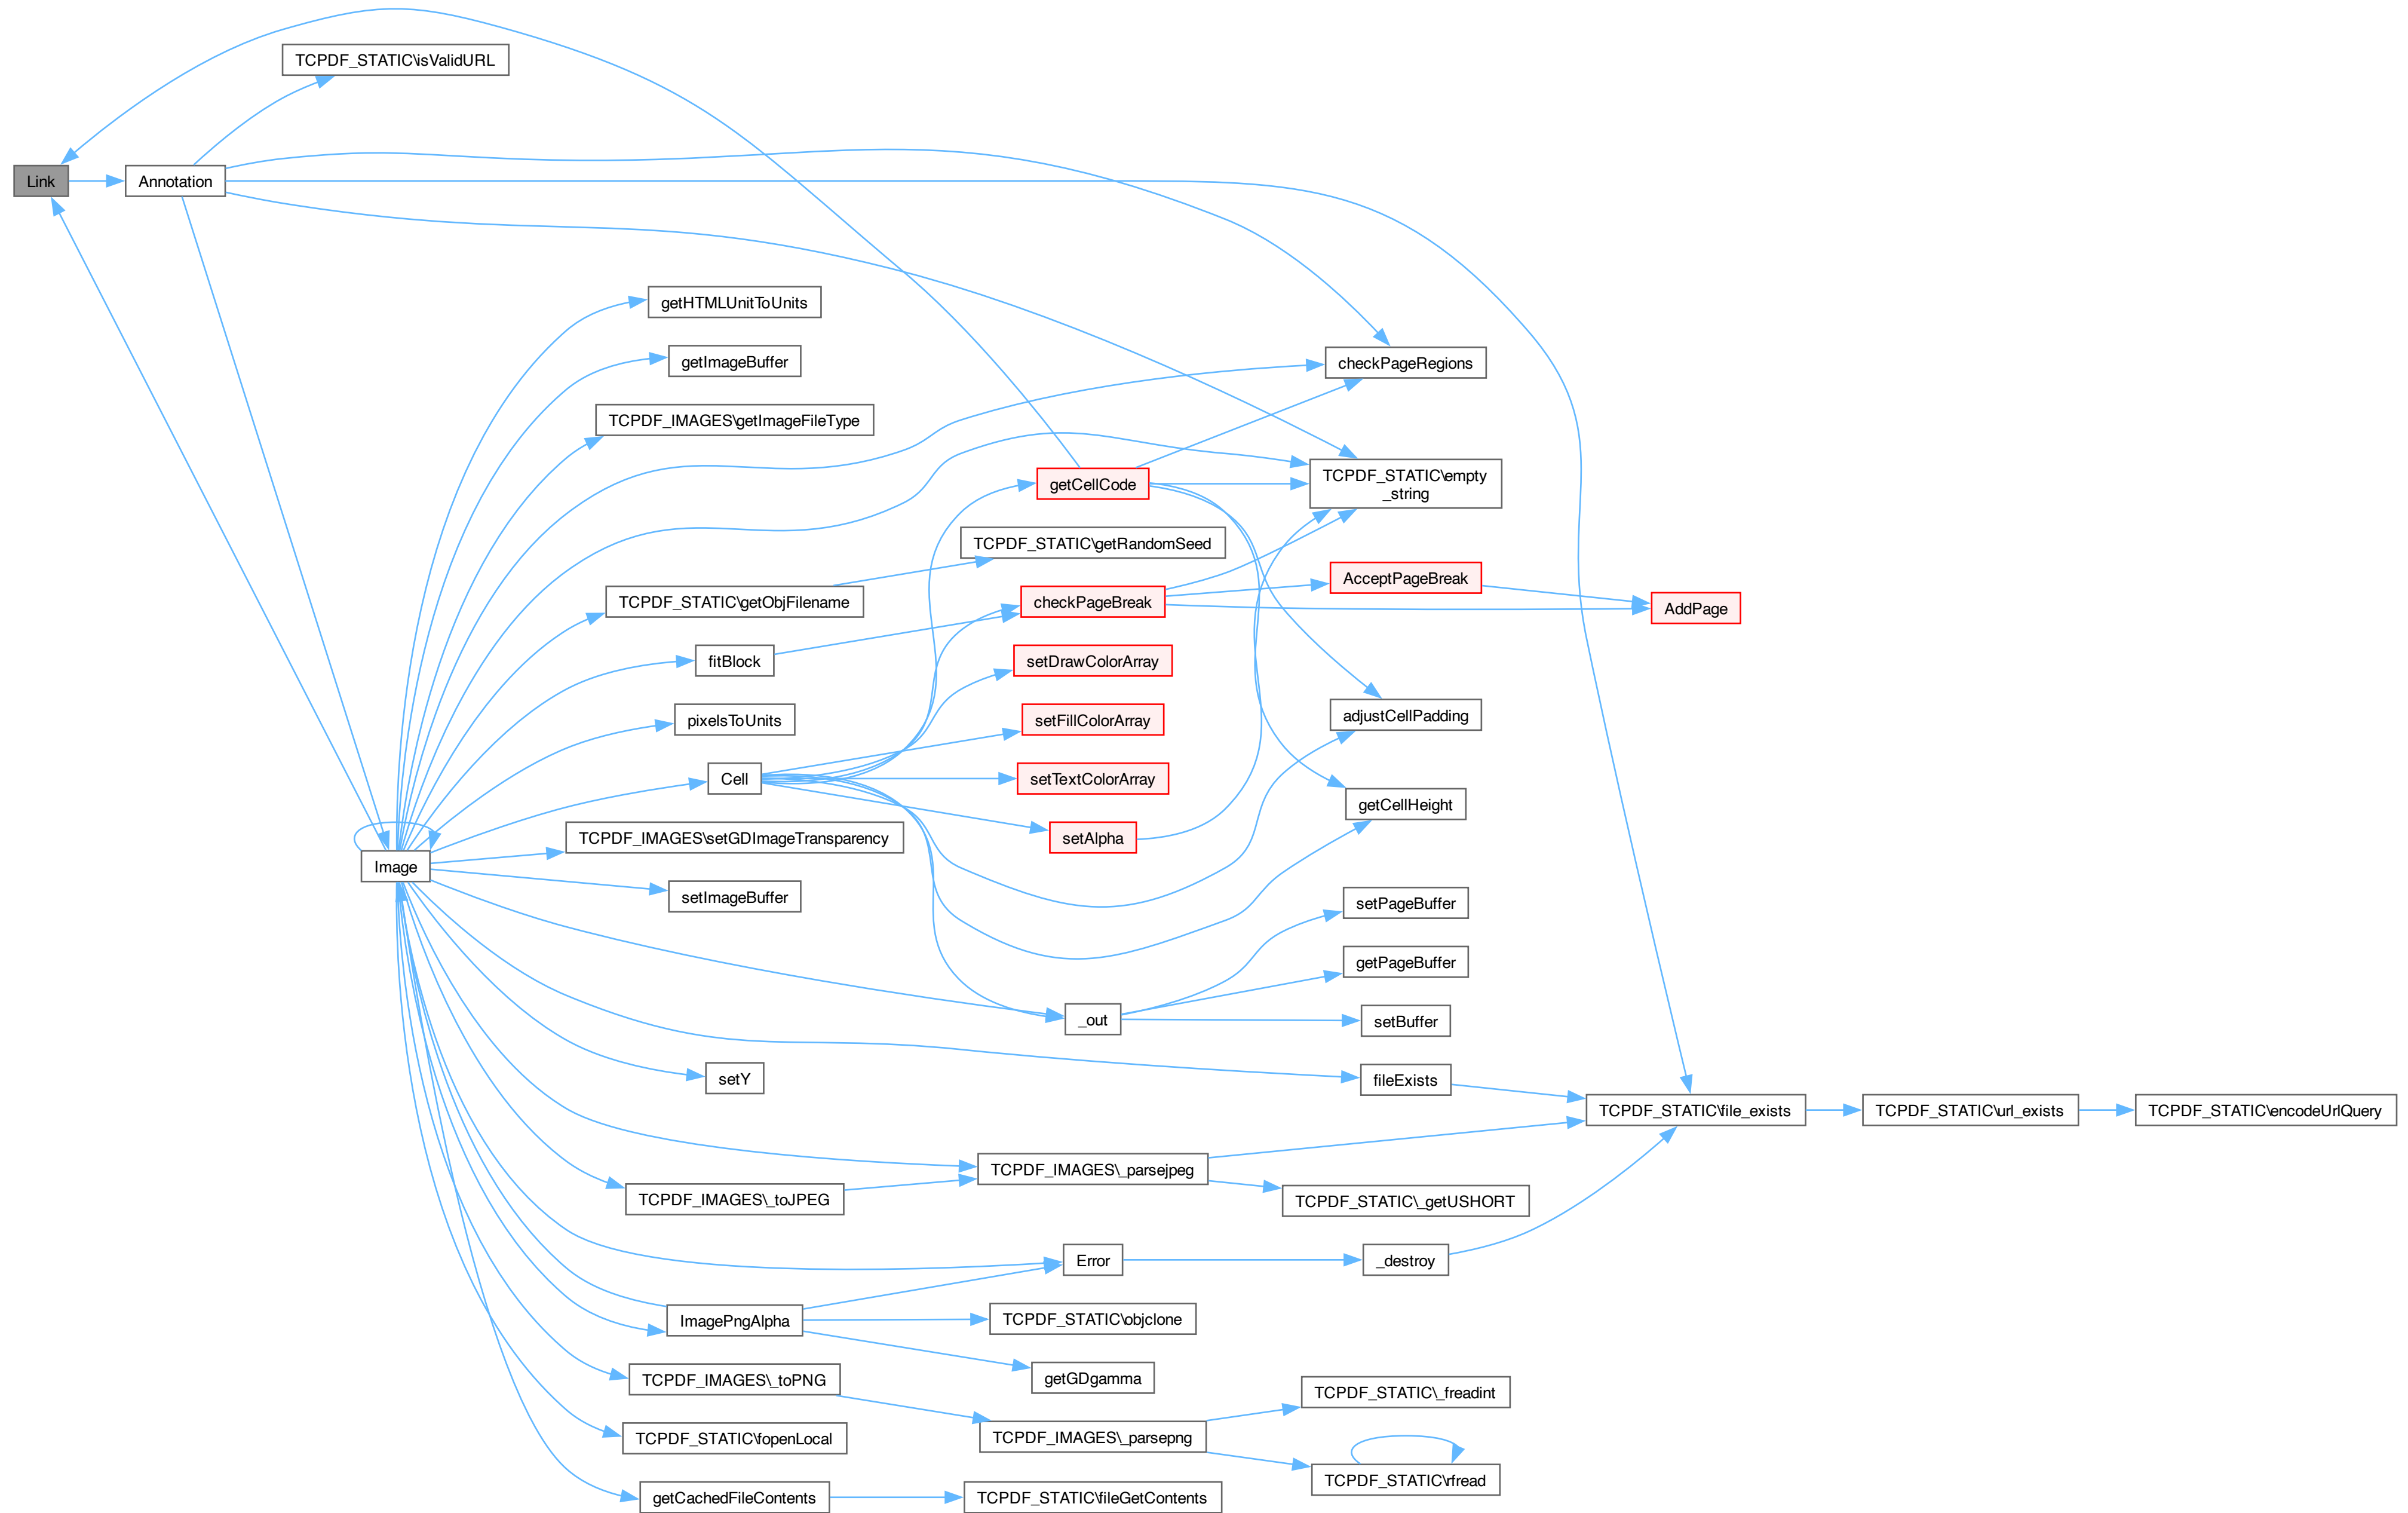 TCPDF_STATIC\isValidURL
Link
Annotation
getHTMLUnitToUnits
getImageBuffer
checkPageRegions
TCPDF_IMAGES\getImageFileType
getCellCode
TCPDF_STATIC\empty
_string
TCPDF_STATIC\getRandomSeed
TCPDF_STATIC\getObjFilename
checkPageBreak
AcceptPageBreak
AddPage
fitBlock
setDrawColorArray
pixelsToUnits
setFillColorArray
adjustCellPadding
Cell
setTextColorArray
getCellHeight
TCPDF_IMAGES\setGDImageTransparency
setAlpha
Image
setImageBuffer
setPageBuffer
getPageBuffer
_out
setBuffer
setY
fileExists
TCPDF_STATIC\file_exists
TCPDF_STATIC\url_exists
TCPDF_STATIC\encodeUrlQuery
TCPDF_IMAGES\_parsejpeg
TCPDF_IMAGES\_toJPEG
TCPDF_STATIC\_getUSHORT
Error
_destroy
ImagePngAlpha
TCPDF_STATIC\objclone
getGDgamma
TCPDF_IMAGES\_toPNG
TCPDF_STATIC\_freadint
TCPDF_STATIC\fopenLocal
TCPDF_IMAGES\_parsepng
TCPDF_STATIC\rfread
getCachedFileContents
TCPDF_STATIC\fileGetContents